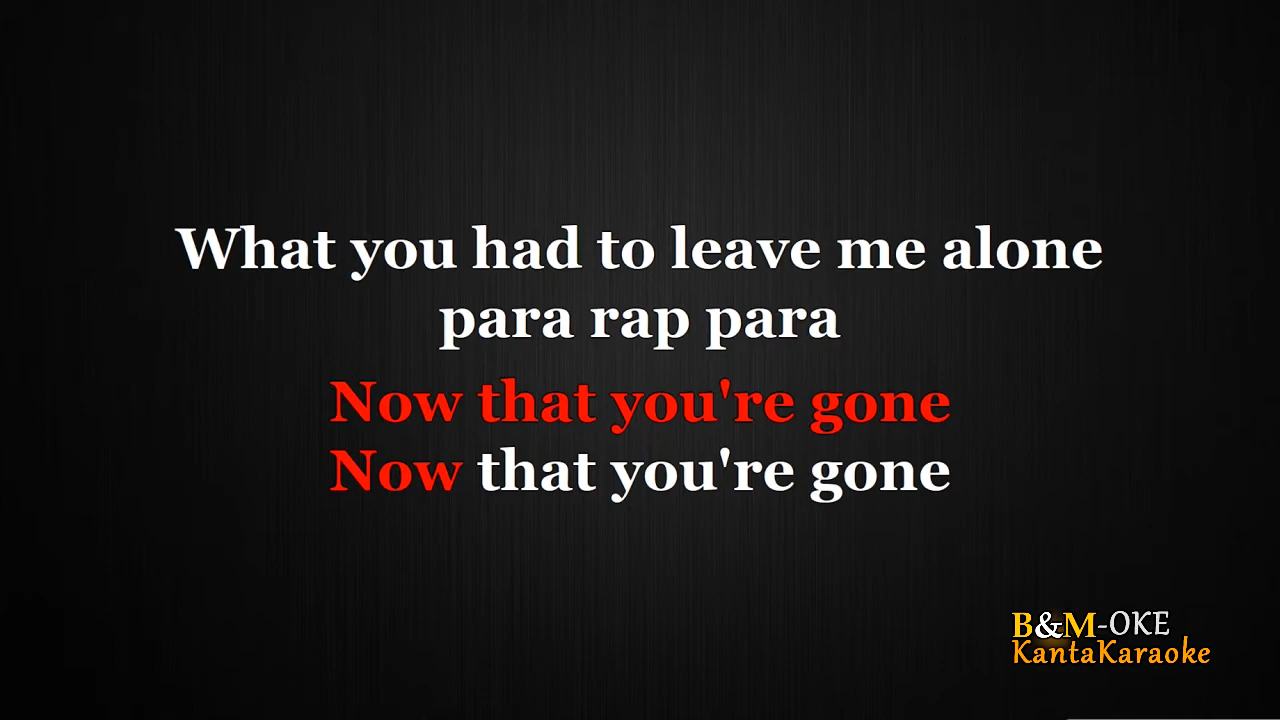 What you had to leave me alone
para rap para
Now that you're gone
Now that you're gone
B&M-OKE
KantaKaraoke